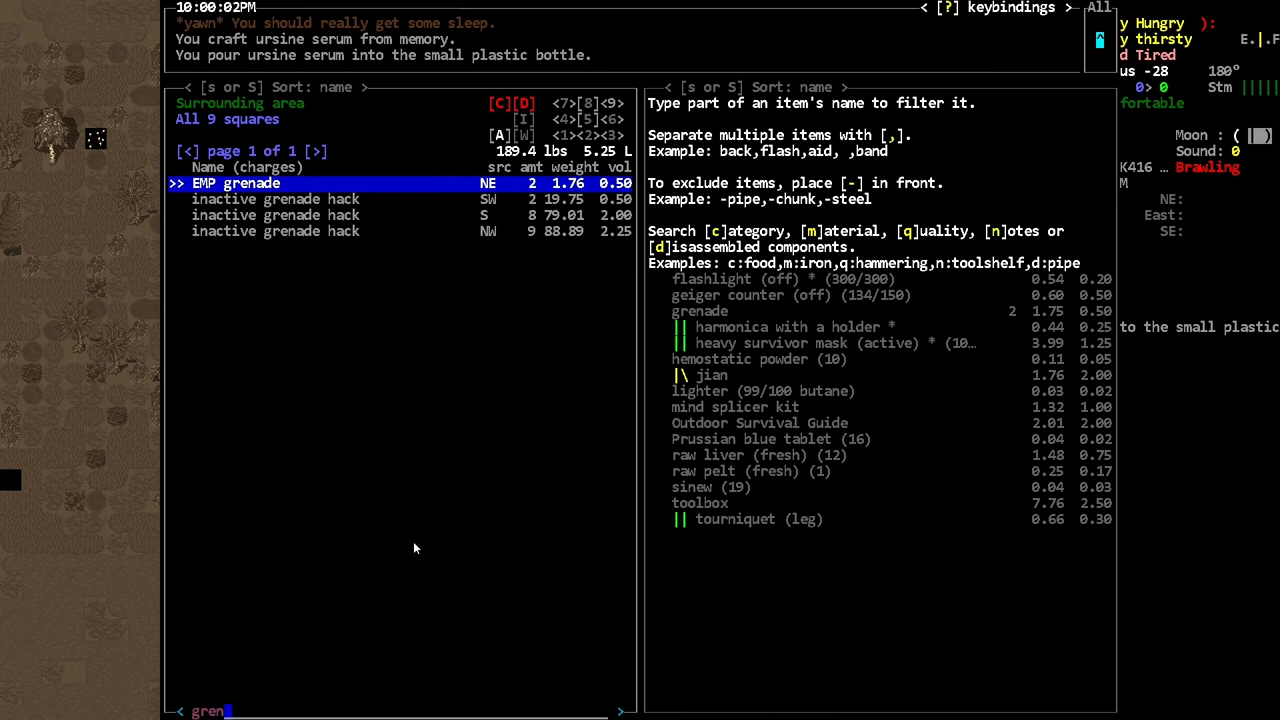 10:00:02PM
< [?] keybindings >
All
*yawn* You should really get some sleep.
You craft ursine serum from memory.
You pour ursine serum into the small plastic bottle.
^
y Hungry ):
y thirsty E.|.F
d Tired
us -28 180°
0> 0 Stm |||||
fortable
Moon : ( |
Sound: 0
K416 … Brawling
M
NE:
East:
SE:
to the small plastic
< [s or S] Sort: name >
Surrounding area [C][D] <7>[8]<9>
All 9 squares [I] <4>[5]<6>
[A][W] <1><2><3>
[<] page 1 of 1 [>] 189.4 lbs 5.25 L
Name (charges) src amt weight vol
>> EMP grenade NE 2 1.76 0.50
inactive grenade hack SW 2 19.75 0.50
inactive grenade hack S 8 79.01 2.00
inactive grenade hack NW 9 88.89 2.25
< gren >
< [s or S] Sort: name >
Type part of an item's name to filter it.
Separate multiple items with [,].
Example: back,flash,aid, ,band
To exclude items, place [-] in front.
Example: -pipe,-chunk,-steel
Search [c]ategory, [m]aterial, [q]uality, [n]otes or
[d]isassembled components.
Examples: c:food,m:iron,q:hammering,n:toolshelf,d:pipe
flashlight (off) * (300/300) 0.54 0.20
geiger counter (off) (134/150) 0.60 0.50
grenade 2 1.75 0.50
|| harmonica with a holder * 0.44 0.25
|| heavy survivor mask (active) * (10… 3.99 1.25
hemostatic powder (10) 0.11 0.05
|\ jian 1.76 2.00
lighter (99/100 butane) 0.03 0.02
mind splicer kit 1.32 1.00
Outdoor Survival Guide 2.01 2.00
Prussian blue tablet (16) 0.04 0.02
raw liver (fresh) (12) 1.48 0.75
raw pelt (fresh) (1) 0.25 0.17
sinew (19) 0.04 0.03
toolbox 7.76 2.50
|| tourniquet (leg) 0.66 0.30